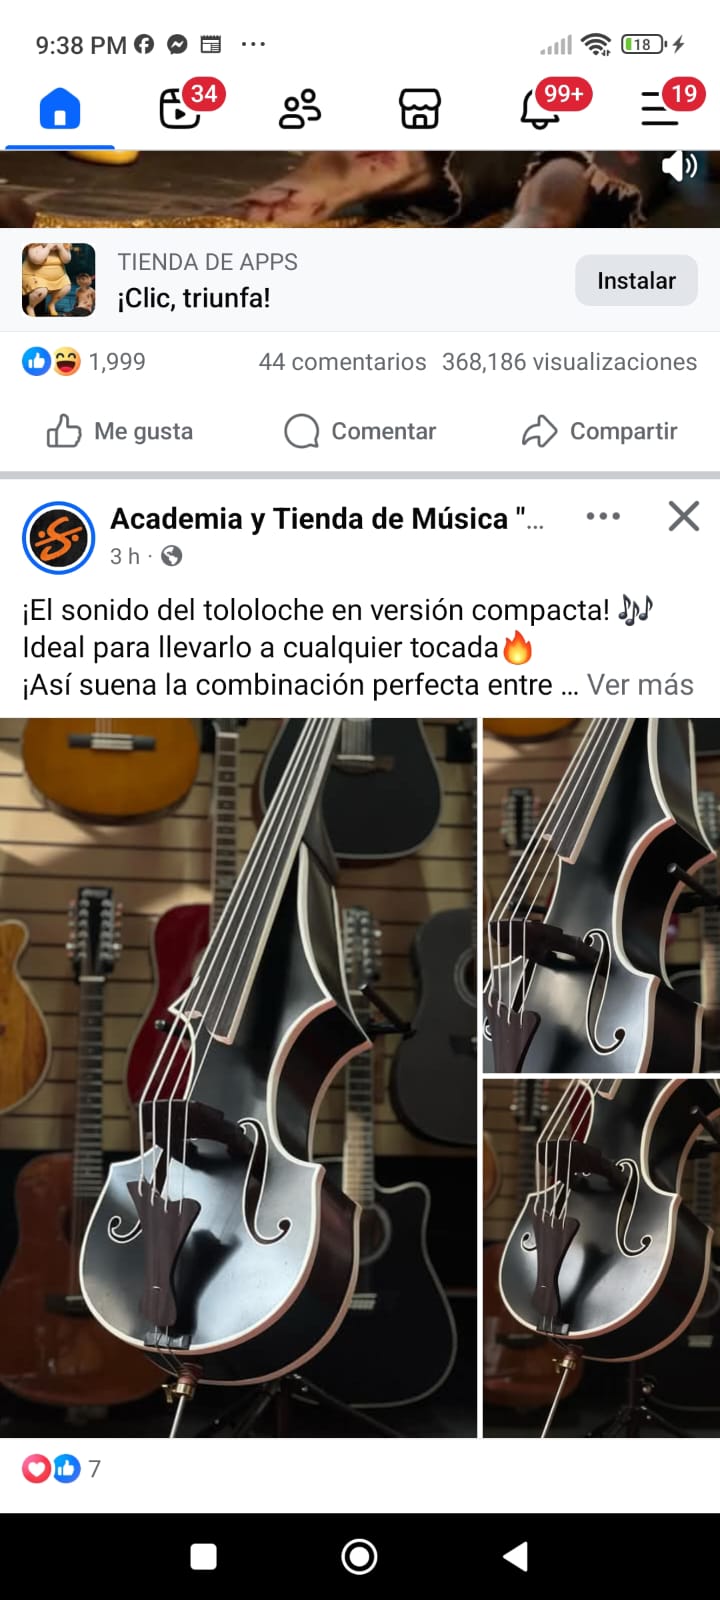 9:38 PM
18
34
99+
19
TIENDA DE APPS
¡Clic, triunfa!
Instalar
1,999
44 comentarios 368,186 visualizaciones
Me gusta
Comentar
Compartir
Academia y Tienda de Música "...
3 h ·
¡El sonido del tololoche en versión compacta! 🎶
Ideal para llevarlo a cualquier tocada🔥
¡Así suena la combinación perfecta entre ... Ver más
7